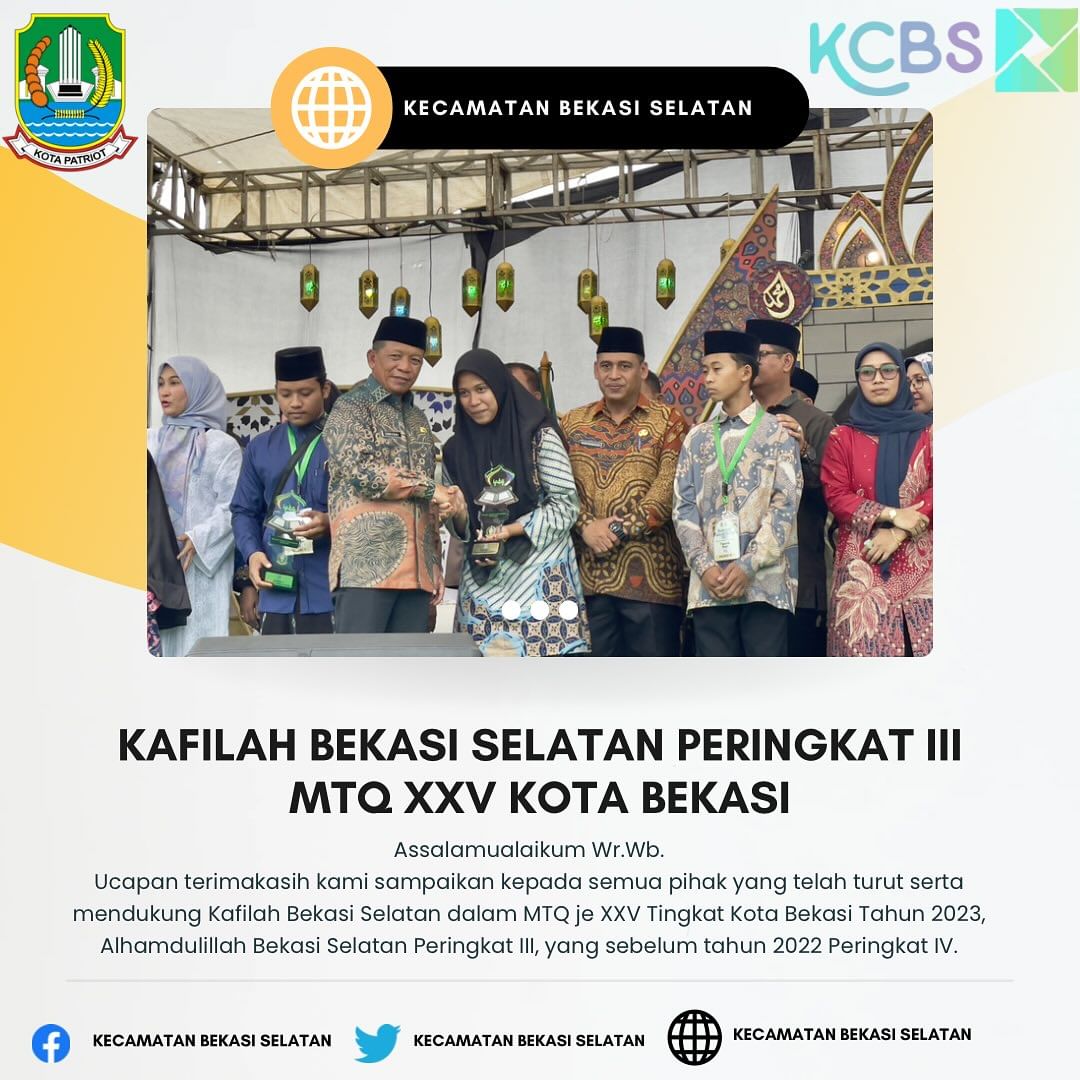 KOTA PATRIOT
KCBS
KECAMATAN BEKASI SELATAN
KAFILAH BEKASI SELATAN PERINGKAT III
MTQ XXV KOTA BEKASI
Assalamualaikum Wr.Wb.
Ucapan terimakasih kami sampaikan kepada semua pihak yang telah turut serta
mendukung Kafilah Bekasi Selatan dalam MTQ je XXV Tingkat Kota Bekasi Tahun 2023,
Alhamdulillah Bekasi Selatan Peringkat III, yang sebelum tahun 2022 Peringkat IV.
KECAMATAN BEKASI SELATAN
KECAMATAN BEKASI SELATAN
KECAMATAN BEKASI SELATAN